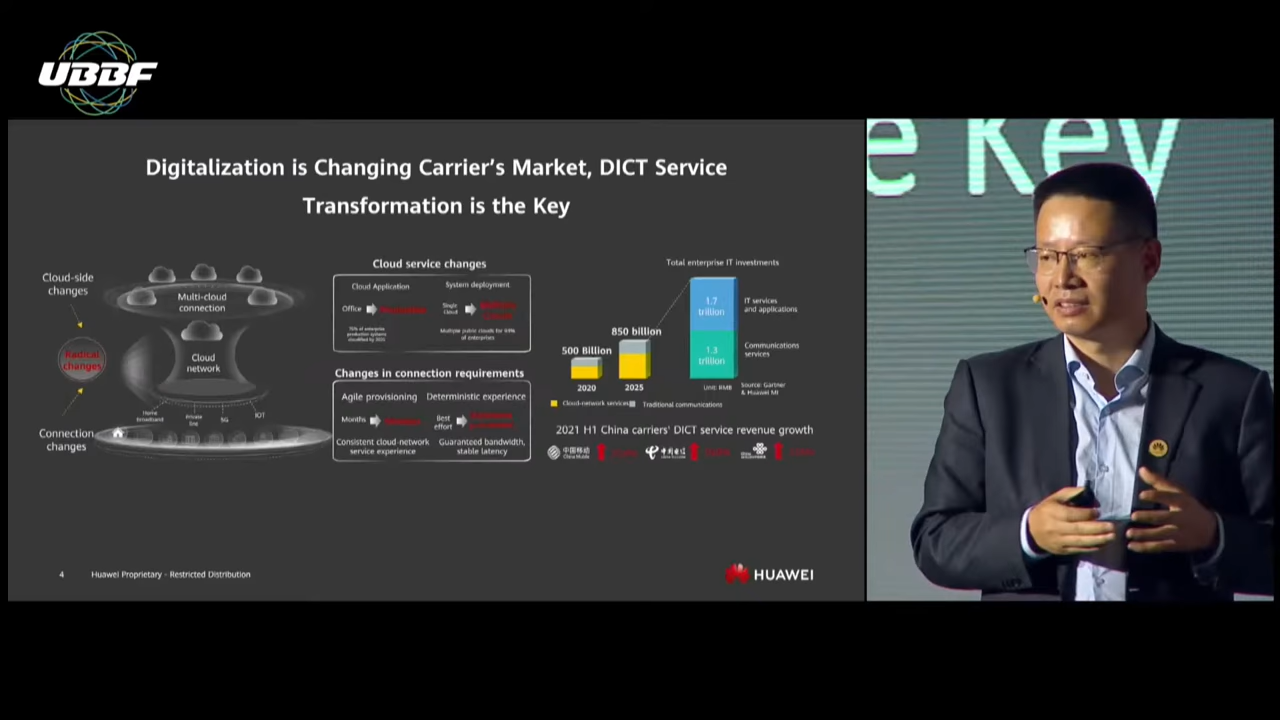 UBBF
e Key
Digitalization is Changing Carrier's Market, DICT Service
Transformation is the Key
Cloud-side
changes
Multi-cloud
connection
Radical
changes
Cloud
network
Home
broadband
Private
line
5G
IOT
Connection
changes
Cloud service changes
Cloud Application
System deployment
Office
Single
Cloud
Multiple public clouds for
of enterprises
Changes in connection requirements
Agile provisioning
Deterministic experience
Months
Best
effort
Consistent cloud-network
service experience
Guaranteed bandwidth,
stable latency
Total enterprise IT investments
500 Billion
850 billion
1.7
trillion
1.3
trillion
IT services
and applications
Communications
services
2020
2025
Unit: RMB
Source: Gartner
& Huawei MI
Cloud-network services
Traditional communications
2021 H1 China carriers' DICT service revenue growth
中国移动
China Mobile
中国电信
4
Huawei Proprietary - Restricted Distribution
HUAWEI